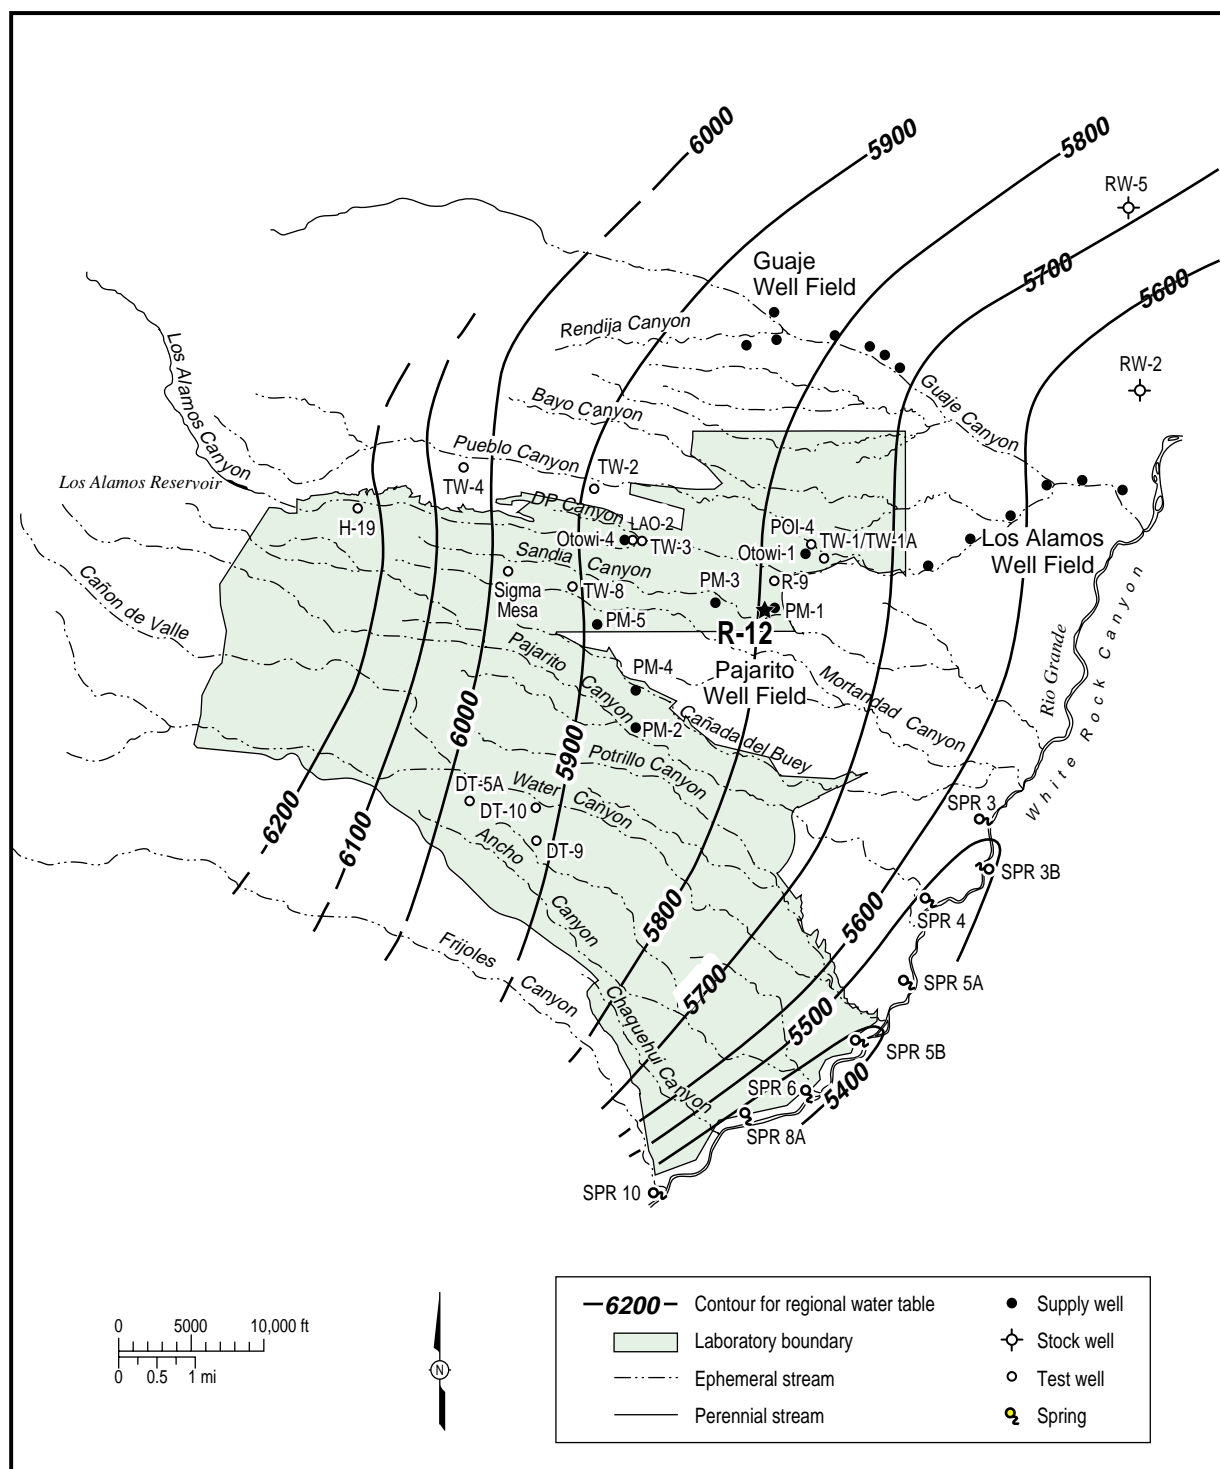 6000
5900
5800
RW-5
5700
5600
Guaje
Well Field
Rendija Canyon
RW-2
Los Alamos Canyon
Guaje Canyon
Bayo Canyon
Pueblo Canyon
TW-2
TW-4
Los Alamos Reservoir
H-19
DP Canyon
LAO-2
Otowi-4
TW-3
POI-4
TW-1/TW-1A
Otowi-1
Los Alamos
Well Field
Sandia Canyon
Sigma
Mesa
TW-8
PM-3
R-9
PM-1
PM-5
R-12
Cañon de Valle
Pajarito
Well Field
Pajarito Canyon
PM-4
Mortandad Canyon
Rio Grande
White Rock Canyon
PM-2
Cañada del Buey
6000
5900
Potrillo Canyon
DT-5A
Water Canyon
DT-10
6200
6100
Ancho Canyon
DT-9
SPR 3
SPR 3B
SPR 4
5800
5600
Frijoles Canyon
SPR 5A
5700
5500
Chaquehui Canyon
SPR 5B
SPR 6
5400
SPR 8A
SPR 10
6200
Contour for regional water table
Supply well
Laboratory boundary
Stock well
Ephemeral stream
Test well
Perennial stream
Spring
0 5000 10,000 ft
0 0.5 1 mi
N